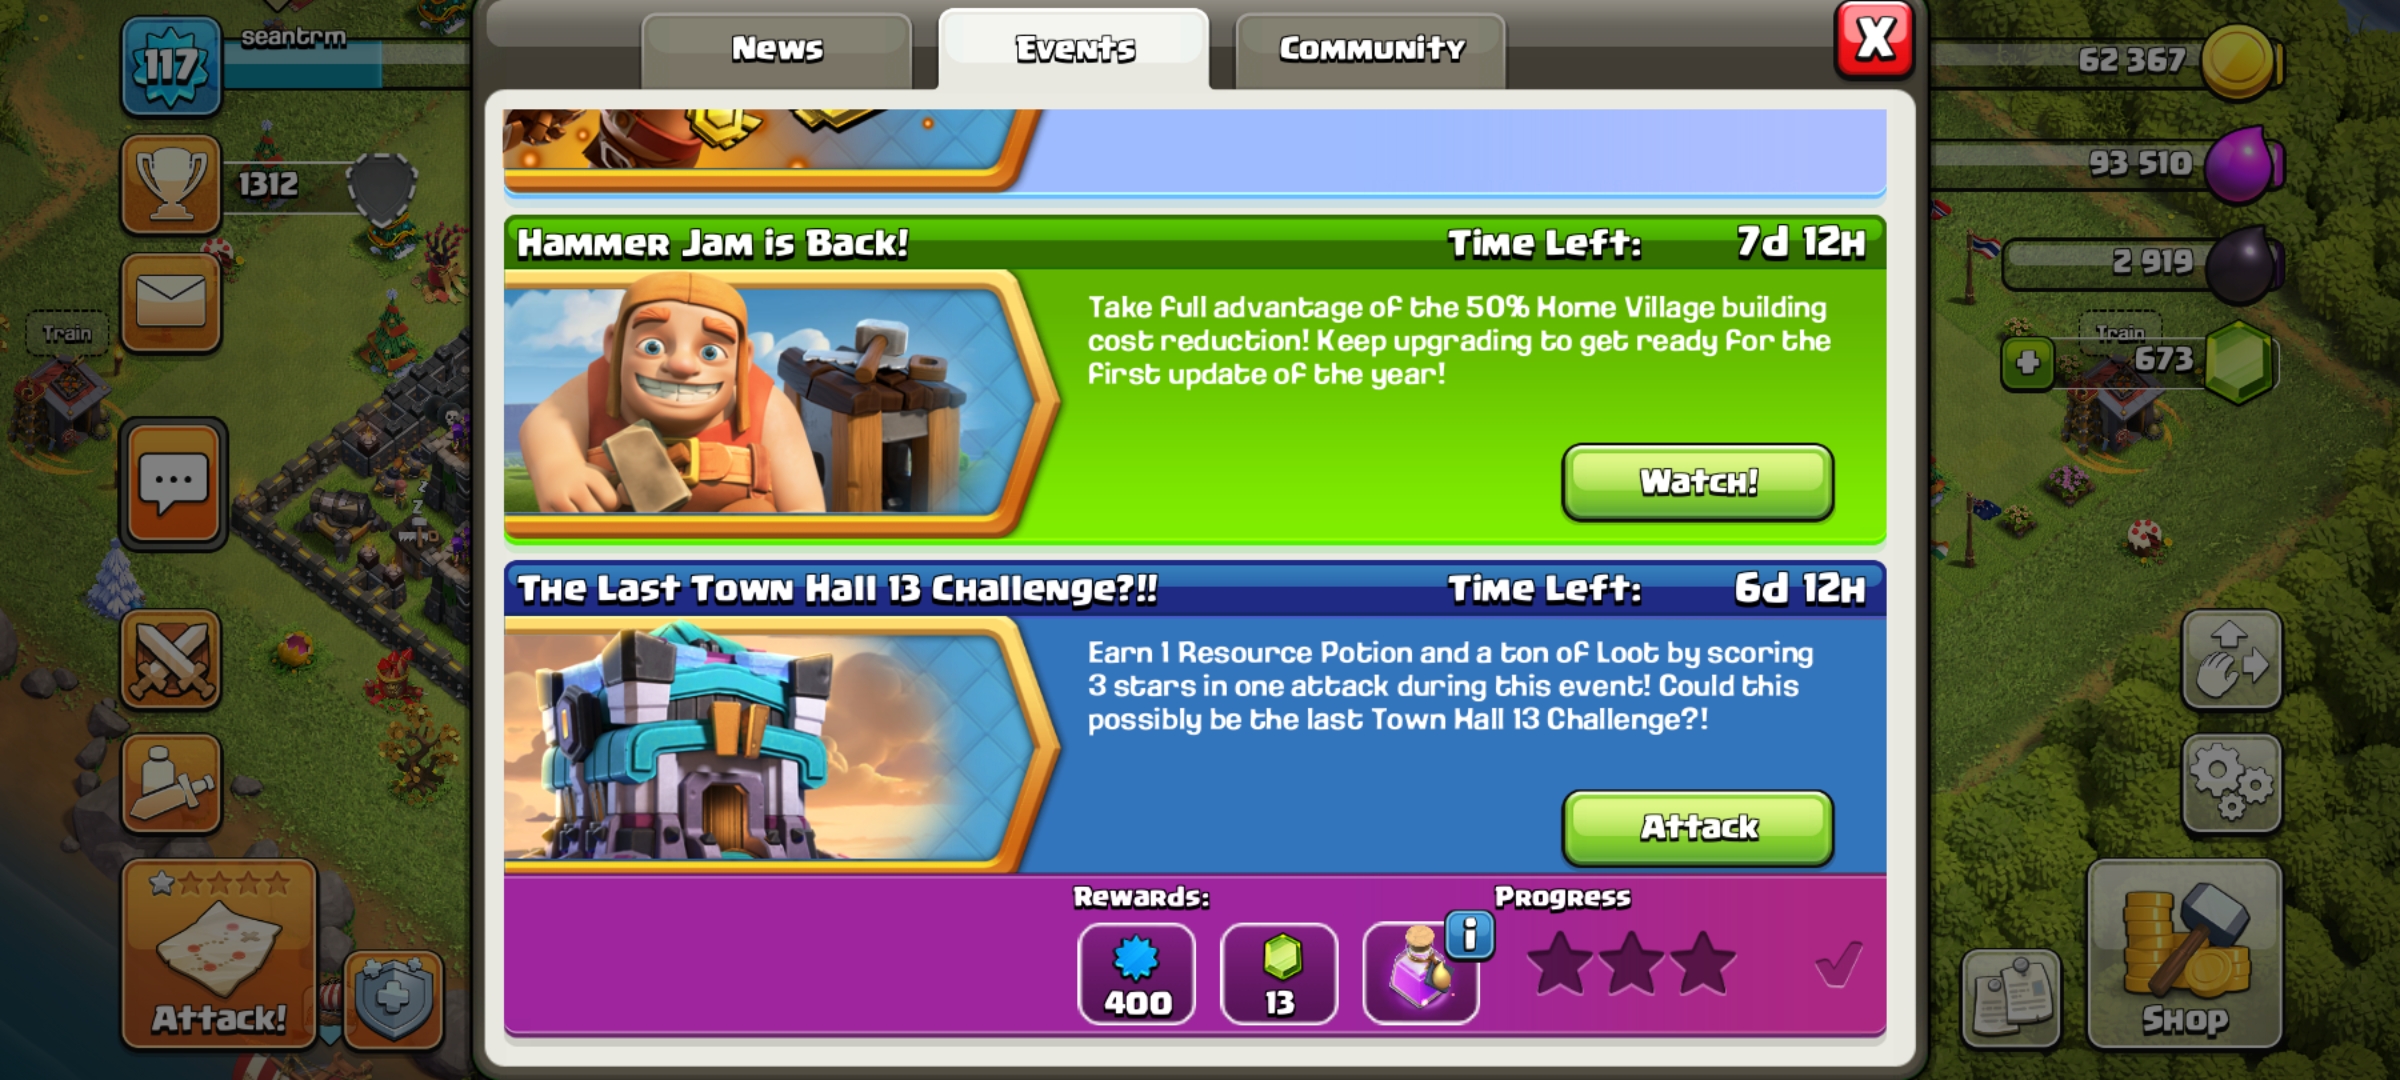 117
seantrm
News
Events
Community
X
62 367
1312
93 510
2 919
Train
Train
673
Hammer Jam is Back!
Time Left: 7d 12H
Take full advantage of the 50% Home Village building
cost reduction! Keep upgrading to get ready for the
first update of the year!
Watch!
The Last Town Hall 13 Challenge?!!
Time Left: 6d 12H
Earn 1 Resource Potion and a ton of Loot by scoring
3 stars in one attack during this event! Could this
possibly be the last Town Hall 13 Challenge?!
Attack
Rewards:
Progress
400
13
i
Attack!
Shop